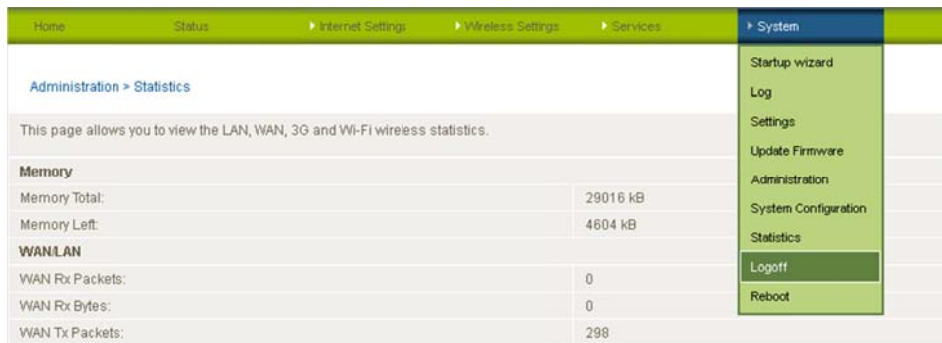 Home Status Internet Settings Wireless Settings Services System
Startup wizard
Administration > Statistics
Log
Settings
This page allows you to view the LAN, WAN, 3G and Wi-Fi wireless statistics.
Update Firmware
Memory
Administration
Memory Total: 29016 kB
System Configuration
Memory Left: 4604 kB
Statistics
WAN/LAN
Logoff
WAN Rx Packets: 0
Reboot
WAN Rx Bytes: 0
WAN Tx Packets: 298